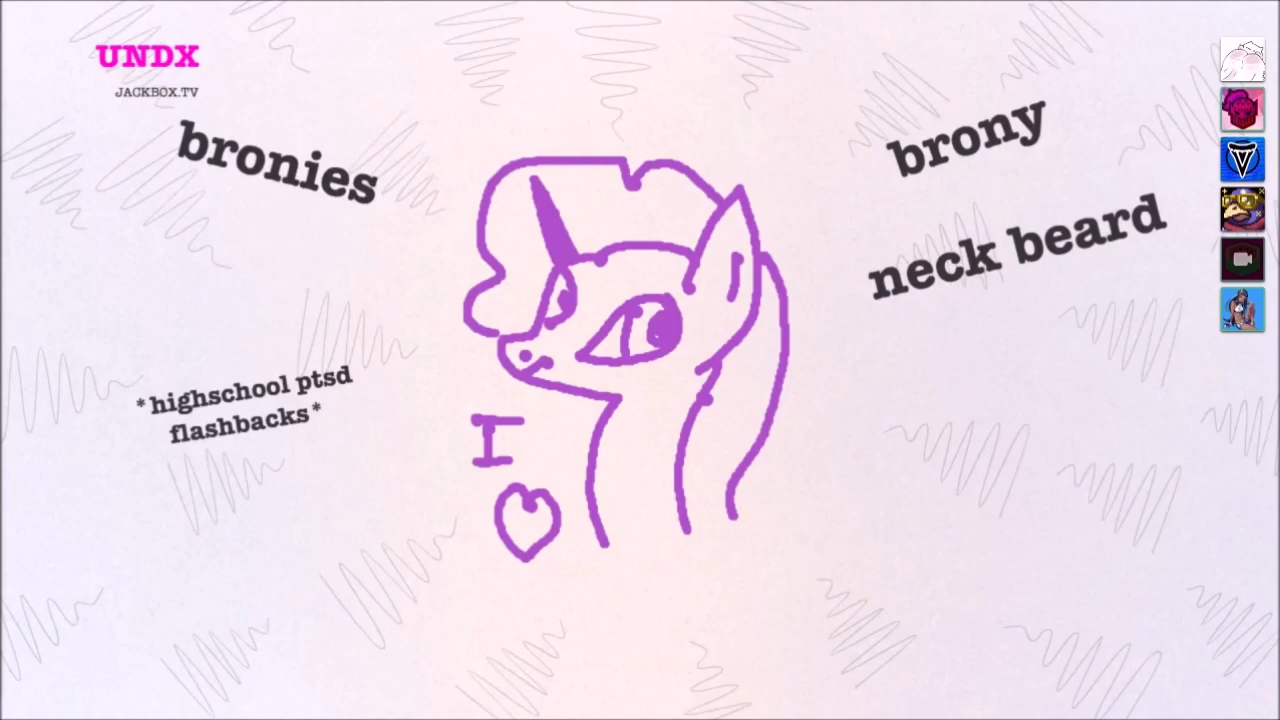 UNDX
JACKBOX.TV
bronies
brony
neck beard
*highschool ptsd
flashbacks*
I